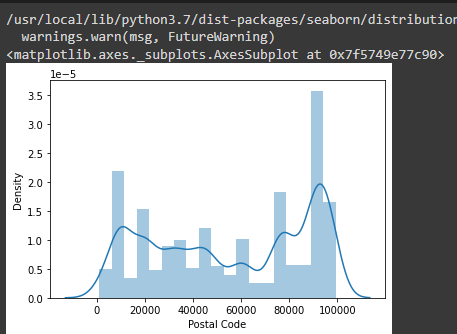 /usr/local/lib/python3.7/dist-packages/seaborn/distribution
warnings.warn(msg, FutureWarning)
<matplotlib.axes._subplots.AxesSubplot at 0x7f5749e77c90>
1e-5
3.5
3.0
2.5
2.0
1.5
1.0
0.5
0.0
Density
0 20000 40000 60000 80000 100000
Postal Code